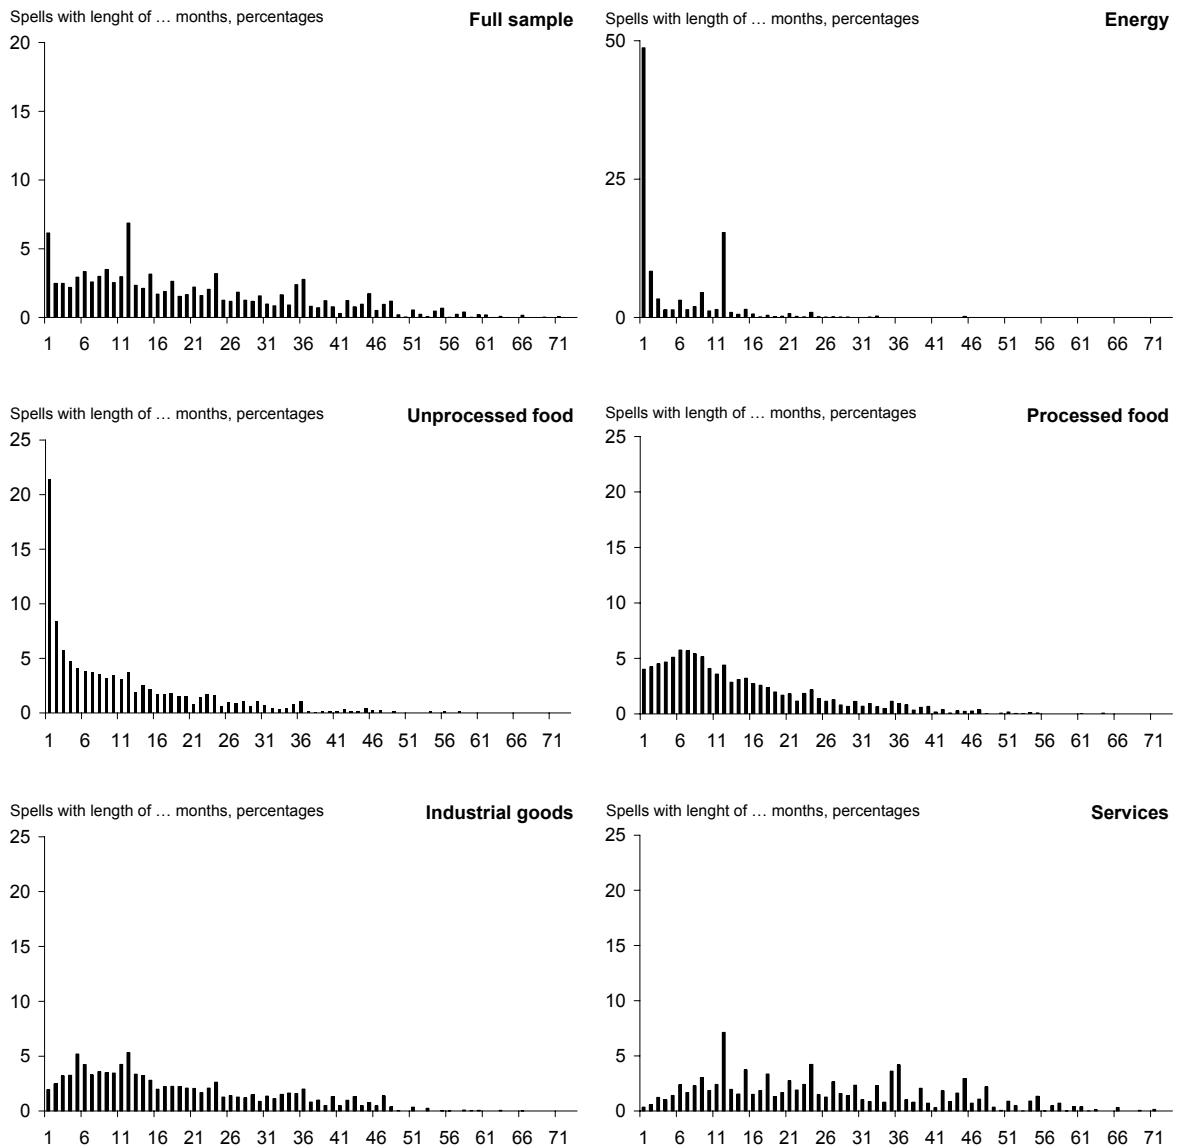 Spells with lenght of … months, percentages Full sample
20
15
10
5
0
1 6 11 16 21 26 31 36 41 46 51 56 61 66 71
Spells with lenght of … months, percentages Energy
50
25
0
1 6 11 16 21 26 31 36 41 46 51 56 61 66 71
Spells with length of … months, percentages Unprocessed food
25
20
15
10
5
0
1 6 11 16 21 26 31 36 41 46 51 56 61 66 71
Spells with length of … months, percentages Processed food
25
20
15
10
5
0
1 6 11 16 21 26 31 36 41 46 51 56 61 66 71
Spells with length of … months, percentages Industrial goods
25
20
15
10
5
0
1 6 11 16 21 26 31 36 41 46 51 56 61 66 71
Spells with lenght of … months, percentages Services
25
20
15
10
5
0
1 6 11 16 21 26 31 36 41 46 51 56 61 66 71